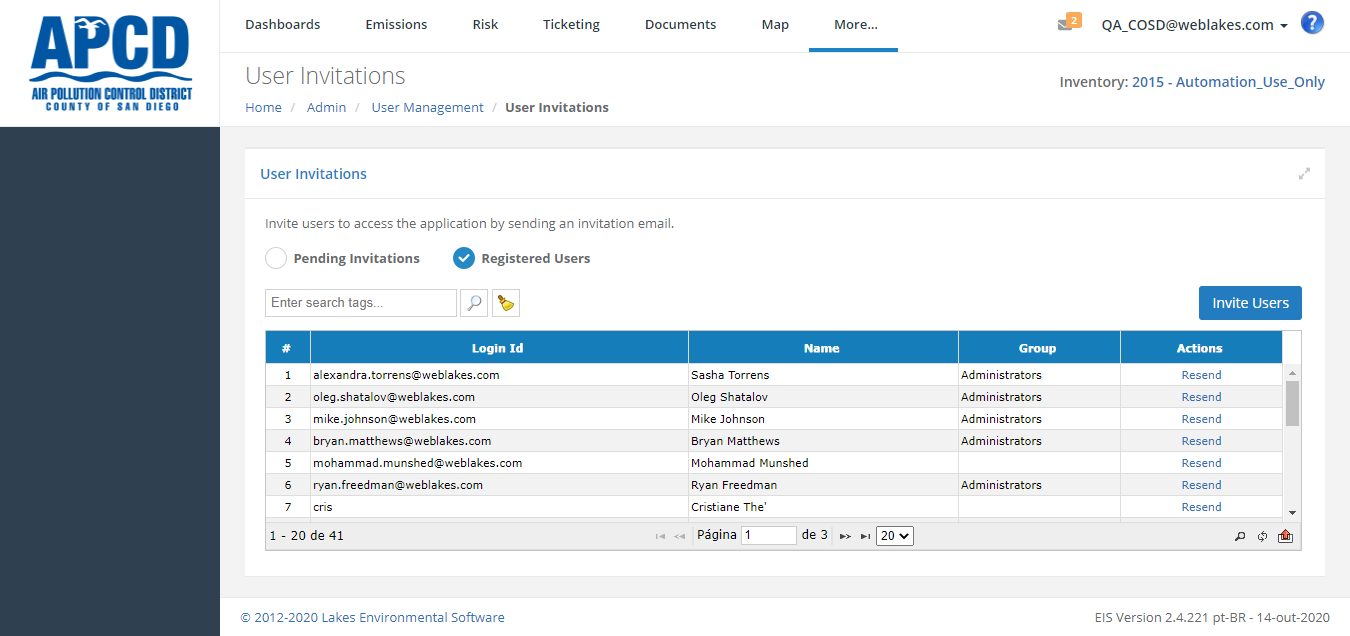 APCD
AIR POLLUTION CONTROL DISTRICT
COUNTY OF SAN DIEGO
Dashboards Emissions Risk Ticketing Documents Map More... 2 QA_COSD@weblakes.com ?
User Invitations
Inventory: 2015 - Automation_Use_Only
Home / Admin / User Management / User Invitations
User Invitations
Invite users to access the application by sending an invitation email.
Pending Invitations Registered Users
Enter search tags... Invite Users
# Login Id Name Group Actions
1 alexandra.torrens@weblakes.com Sasha Torrens Administrators Resend
2 oleg.shatalov@weblakes.com Oleg Shatalov Administrators Resend
3 mike.johnson@weblakes.com Mike Johnson Administrators Resend
4 bryan.matthews@weblakes.com Bryan Matthews Administrators Resend
5 mohammad.munshed@weblakes.com Mohammad Munshed Resend
6 ryan.freedman@weblakes.com Ryan Freedman Administrators Resend
7 cris Cristiane The' Resend
1 - 20 de 41 Página 1 de 3 20
© 2012-2020 Lakes Environmental Software EIS Version 2.4.221 pt-BR - 14-out-2020